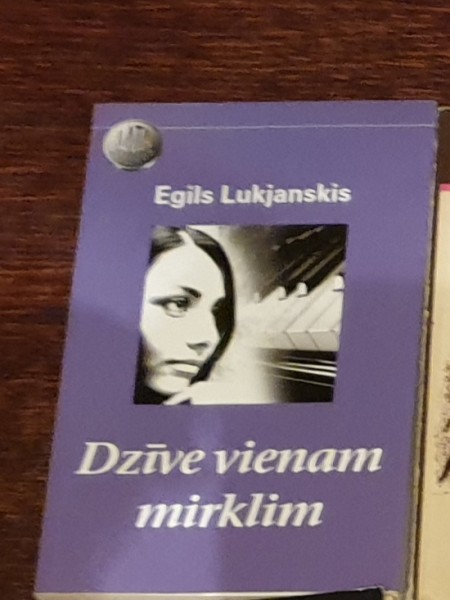 Egils Lukjanskis
Dzīve vienam
mirklim